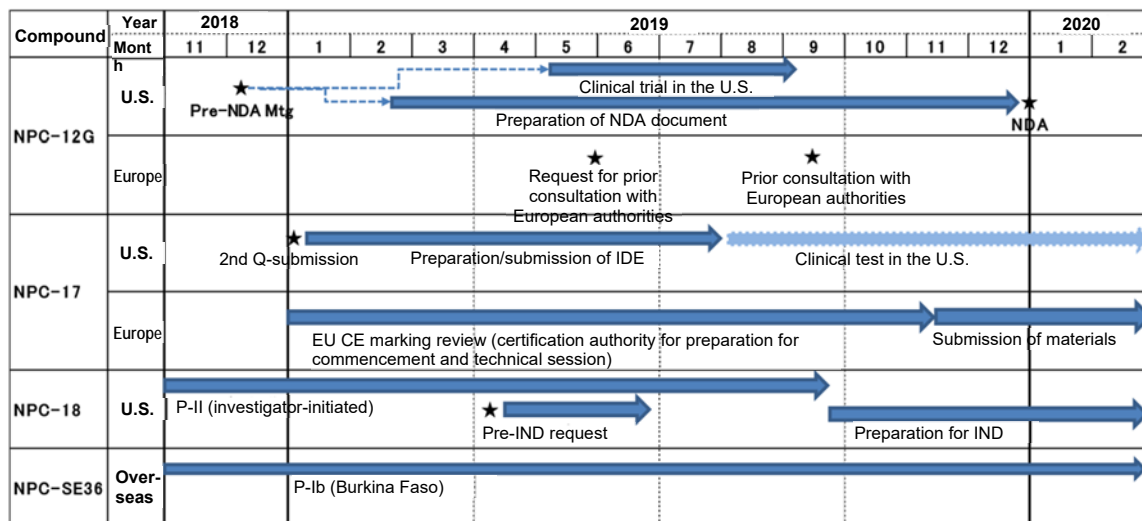 Compound
Year
2018
2019
2020
Month
11
12
1
2
3
4
5
6
7
8
9
10
11
12
1
2
NPC-12G
U.S.
★
Pre-NDA Mtg
Clinical trial in the U.S.
Preparation of NDA document
★
NDA
Europe
★
Request for prior
consultation with
European authorities
★
Prior consultation with
European authorities
NPC-17
U.S.
★
2nd Q-submission
Preparation/submission of IDE
Clinical test in the U.S.
Europe
EU CE marking review (certification authority for preparation for
commencement and technical session)
Submission of materials
NPC-18
U.S.
P-II (investigator-initiated)
★
Pre-IND request
Preparation for IND
NPC-SE36
Over-
seas
P-Ib (Burkina Faso)